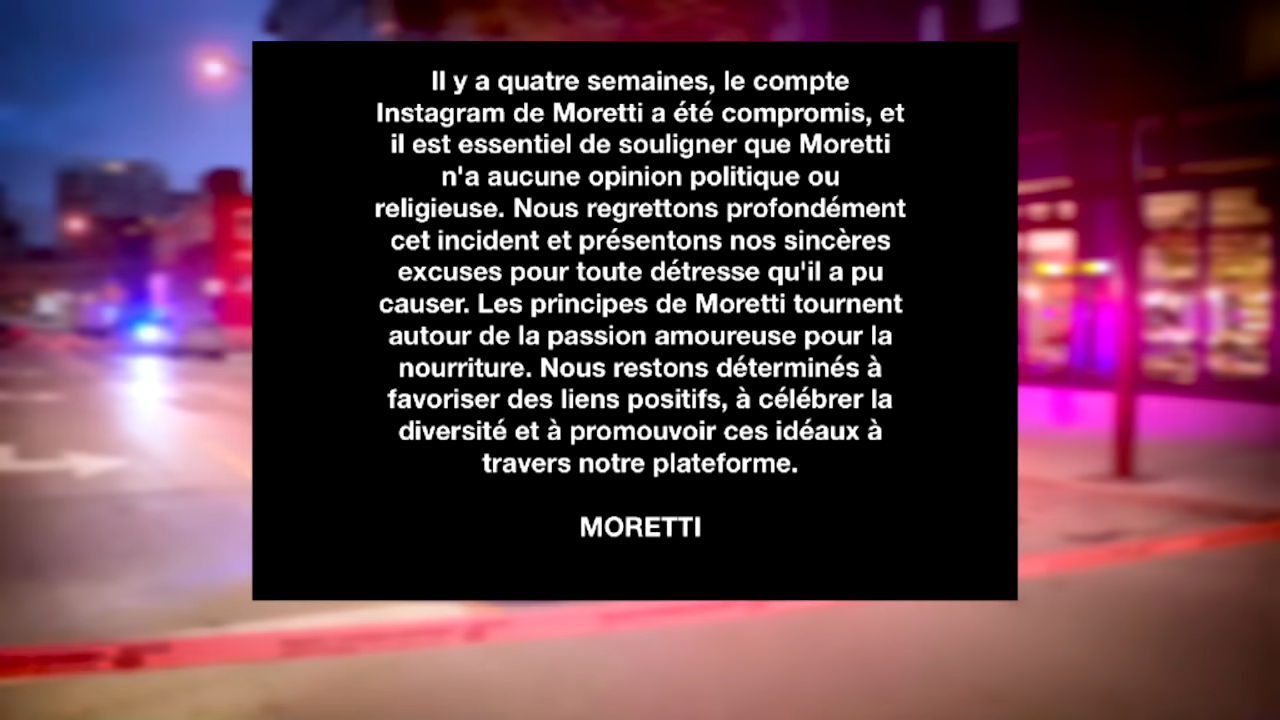 Il y a quatre semaines, le compte
Instagram de Moretti a été compromis, et
il est essentiel de souligner que Moretti
n'a aucune opinion politique ou
religieuse. Nous regrettons profondément
cet incident et présentons nos sincères
excuses pour toute détresse qu'il a pu
causer. Les principes de Moretti tournent
autour de la passion amoureuse pour la
nourriture. Nous restons déterminés à
favoriser des liens positifs, à célébrer la
diversité et à promouvoir ces idéaux à
travers notre plateforme.
MORETTI